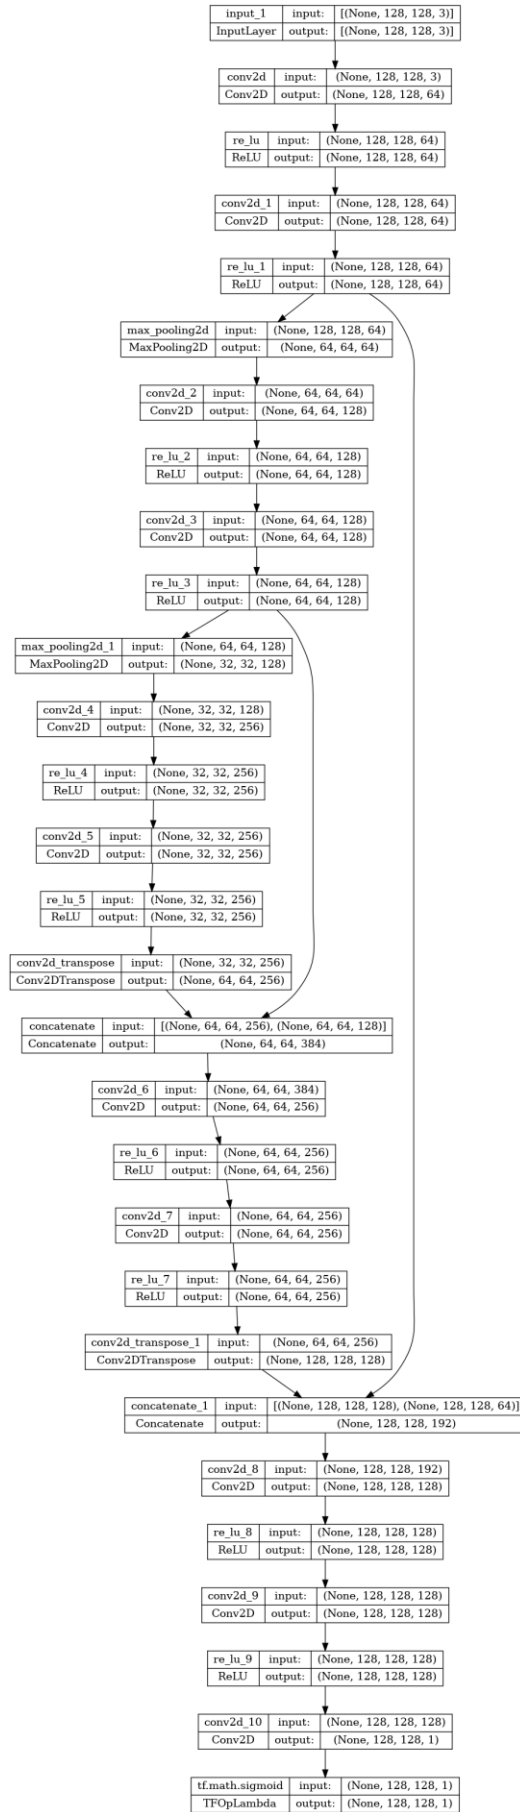 input_1 input: [(None, 128, 128, 3)]
InputLayer output: [(None, 128, 128, 3)]
conv2d input: (None, 128, 128, 3)
Conv2D output: (None, 128, 128, 64)
re_lu input: (None, 128, 128, 64)
ReLU output: (None, 128, 128, 64)
conv2d_1 input: (None, 128, 128, 64)
Conv2D output: (None, 128, 128, 64)
re_lu_1 input: (None, 128, 128, 64)
ReLU output: (None, 128, 128, 64)
max_pooling2d input: (None, 128, 128, 64)
MaxPooling2D output: (None, 64, 64, 64)
conv2d_2 input: (None, 64, 64, 64)
Conv2D output: (None, 64, 64, 128)
re_lu_2 input: (None, 64, 64, 128)
ReLU output: (None, 64, 64, 128)
conv2d_3 input: (None, 64, 64, 128)
Conv2D output: (None, 64, 64, 128)
re_lu_3 input: (None, 64, 64, 128)
ReLU output: (None, 64, 64, 128)
max_pooling2d_1 input: (None, 64, 64, 128)
MaxPooling2D output: (None, 32, 32, 128)
conv2d_4 input: (None, 32, 32, 128)
Conv2D output: (None, 32, 32, 256)
re_lu_4 input: (None, 32, 32, 256)
ReLU output: (None, 32, 32, 256)
conv2d_5 input: (None, 32, 32, 256)
Conv2D output: (None, 32, 32, 256)
re_lu_5 input: (None, 32, 32, 256)
ReLU output: (None, 32, 32, 256)
conv2d_transpose input: (None, 32, 32, 256)
Conv2DTranspose output: (None, 64, 64, 256)
concatenate input: [(None, 64, 64, 256), (None, 64, 64, 128)]
Concatenate output: (None, 64, 64, 384)
conv2d_6 input: (None, 64, 64, 384)
Conv2D output: (None, 64, 64, 256)
re_lu_6 input: (None, 64, 64, 256)
ReLU output: (None, 64, 64, 256)
conv2d_7 input: (None, 64, 64, 256)
Conv2D output: (None, 64, 64, 256)
re_lu_7 input: (None, 64, 64, 256)
ReLU output: (None, 64, 64, 256)
conv2d_transpose_1 input: (None, 64, 64, 256)
Conv2DTranspose output: (None, 128, 128, 128)
concatenate_1 input: [(None, 128, 128, 128), (None, 128, 128, 64)]
Concatenate output: (None, 128, 128, 192)
conv2d_8 input: (None, 128, 128, 192)
Conv2D output: (None, 128, 128, 128)
re_lu_8 input: (None, 128, 128, 128)
ReLU output: (None, 128, 128, 128)
conv2d_9 input: (None, 128, 128, 128)
Conv2D output: (None, 128, 128, 128)
re_lu_9 input: (None, 128, 128, 128)
ReLU output: (None, 128, 128, 128)
conv2d_10 input: (None, 128, 128, 128)
Conv2D output: (None, 128, 128, 1)
tf.math.sigmoid input: (None, 128, 128, 1)
TFOpLambda output: (None, 128, 128, 1)